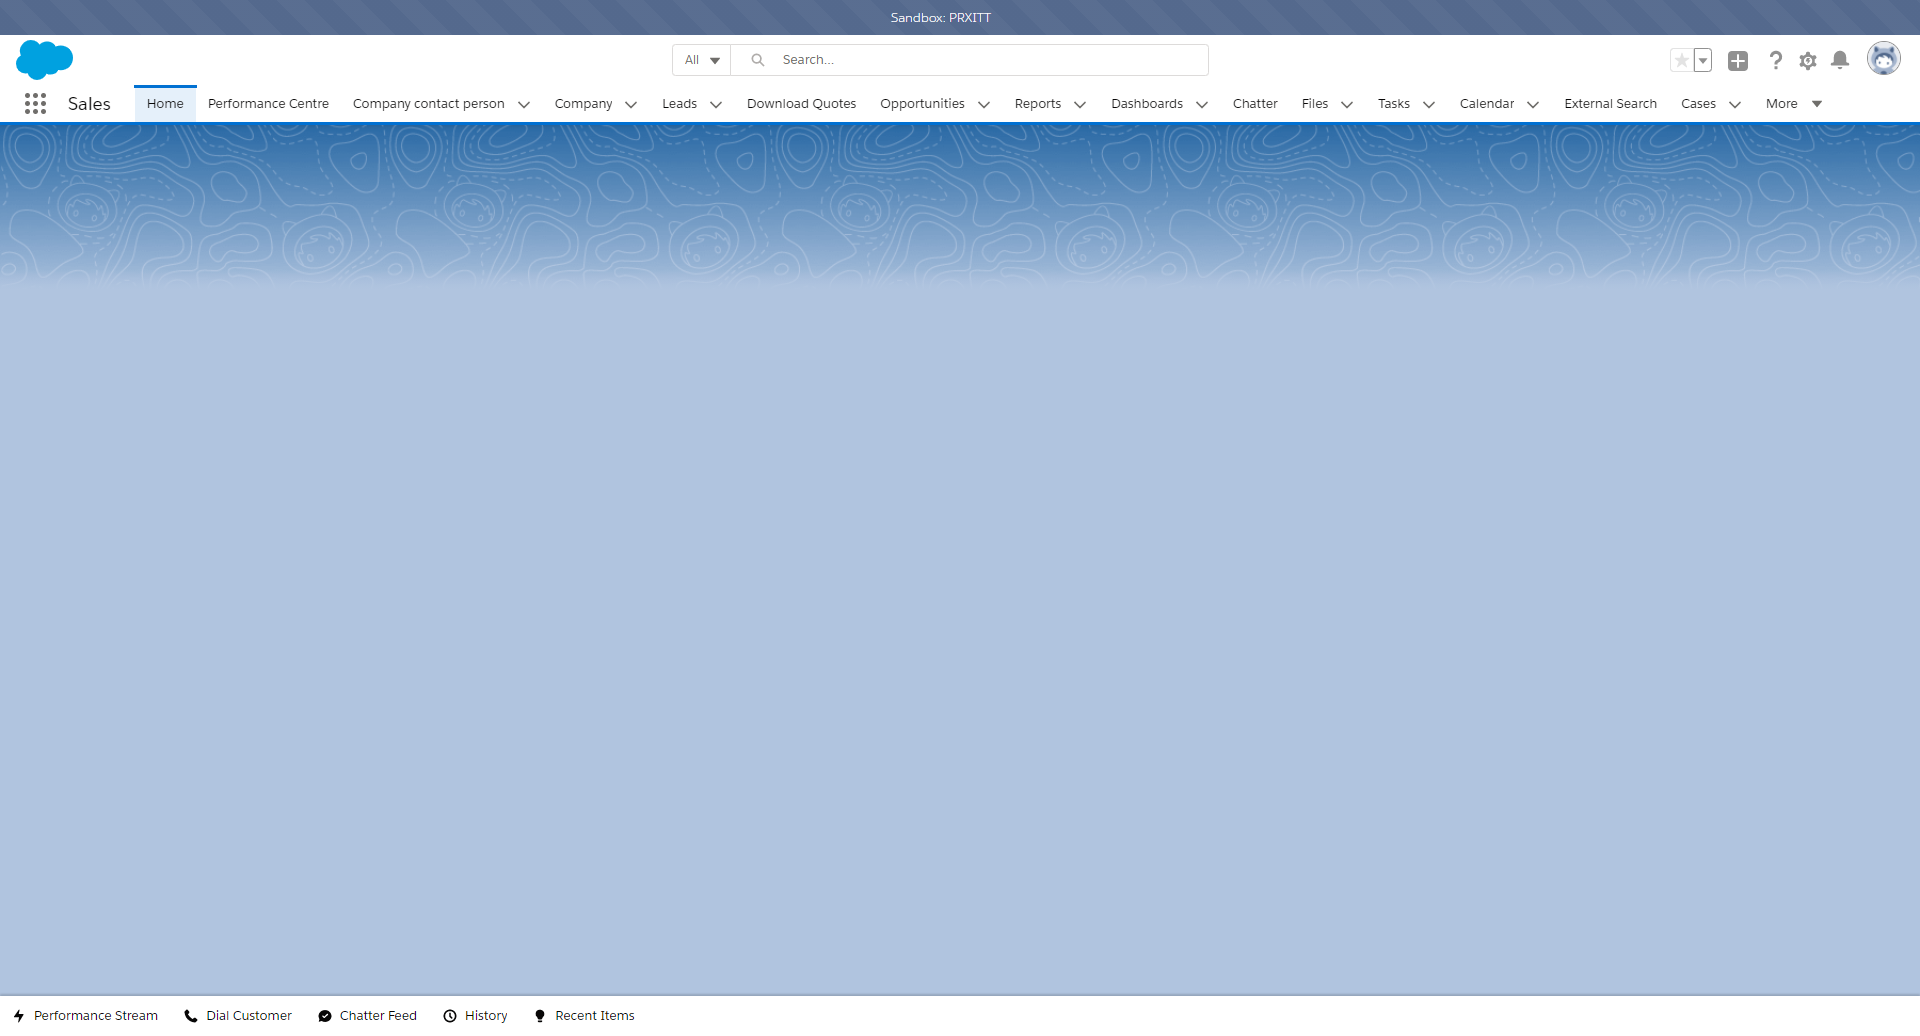 Sandbox: PRXITT
All Search...
Sales Home Performance Centre Company contact person Company Leads Download Quotes Opportunities Reports Dashboards Chatter Files Tasks Calendar External Search Cases More
Performance Stream Dial Customer Chatter Feed History Recent Items